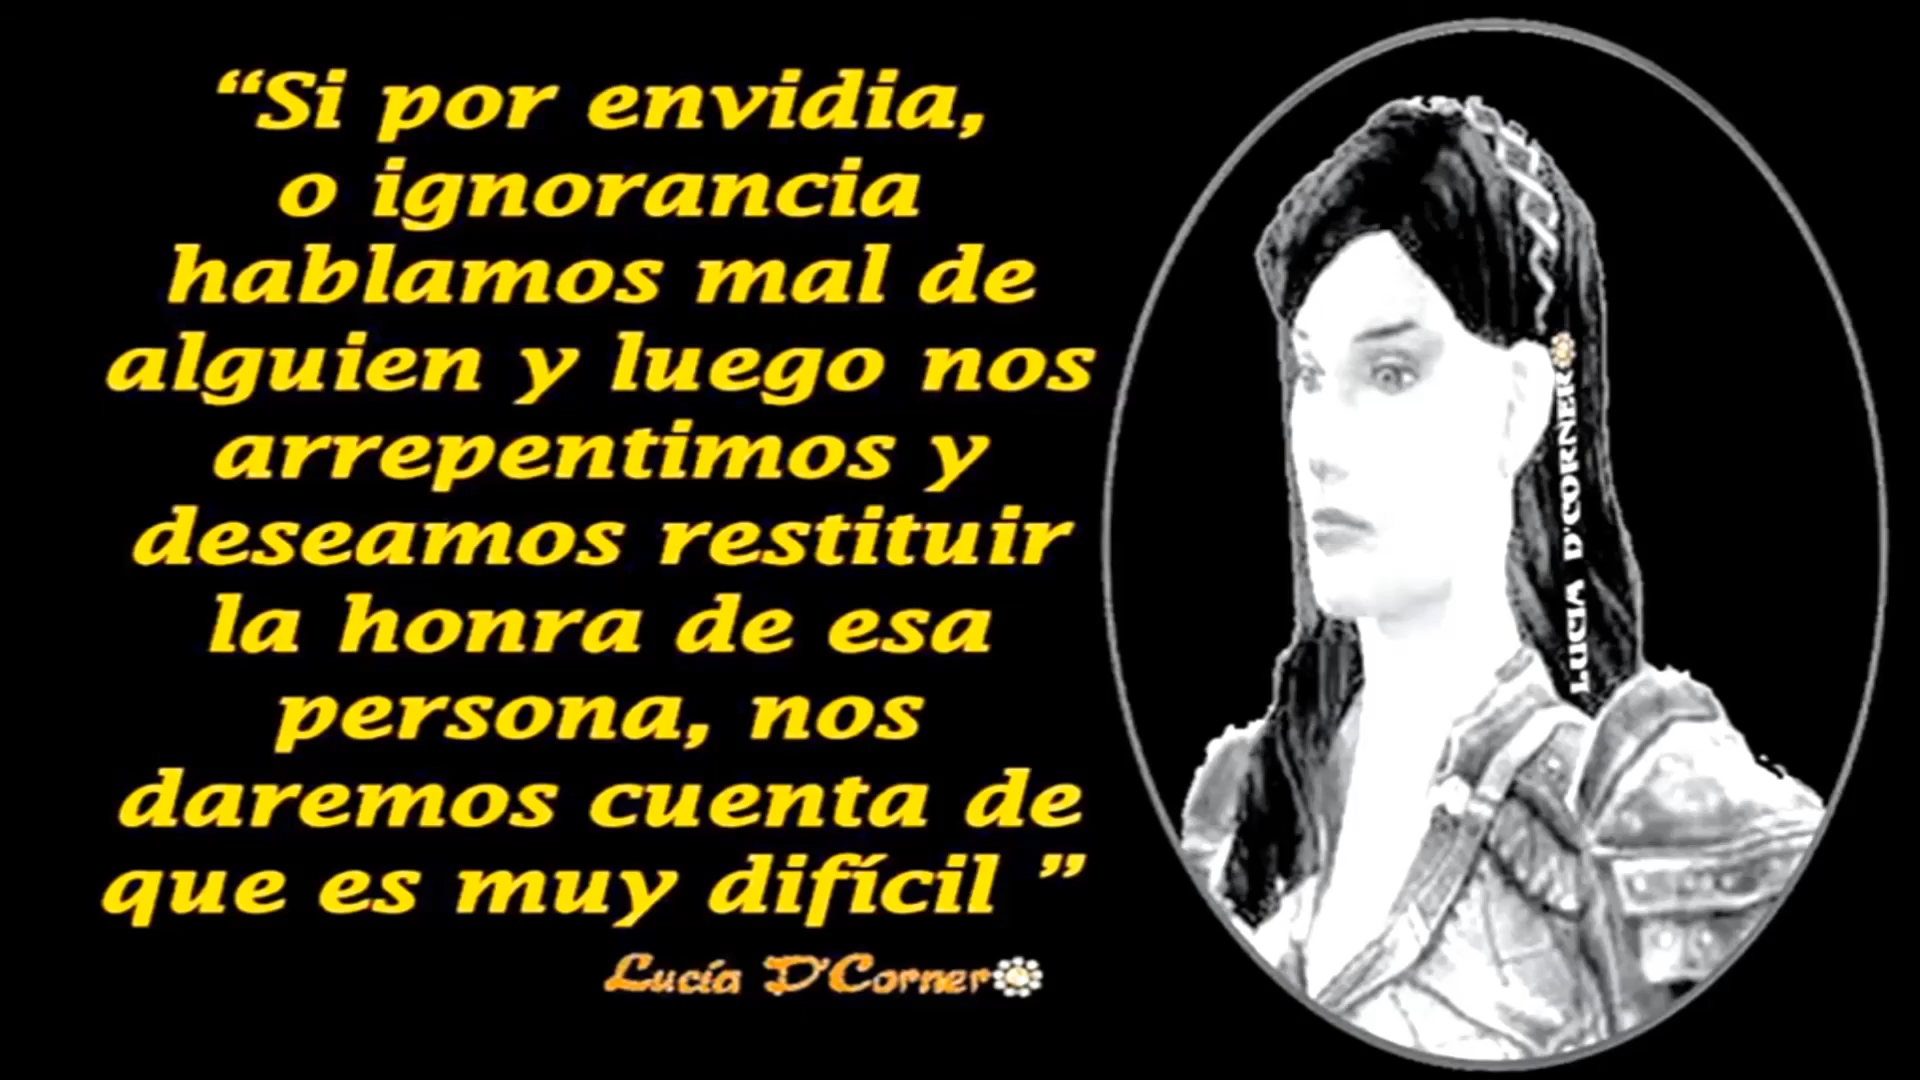 “Si por envidia,
o ignorancia
hablamos mal de
alguien y luego nos
arrepentimos y
deseamos restituir
la honra de esa
persona, nos
daremos cuenta de
que es muy difícil ”
Lucía D'Corner
LUCIA D'CORNER